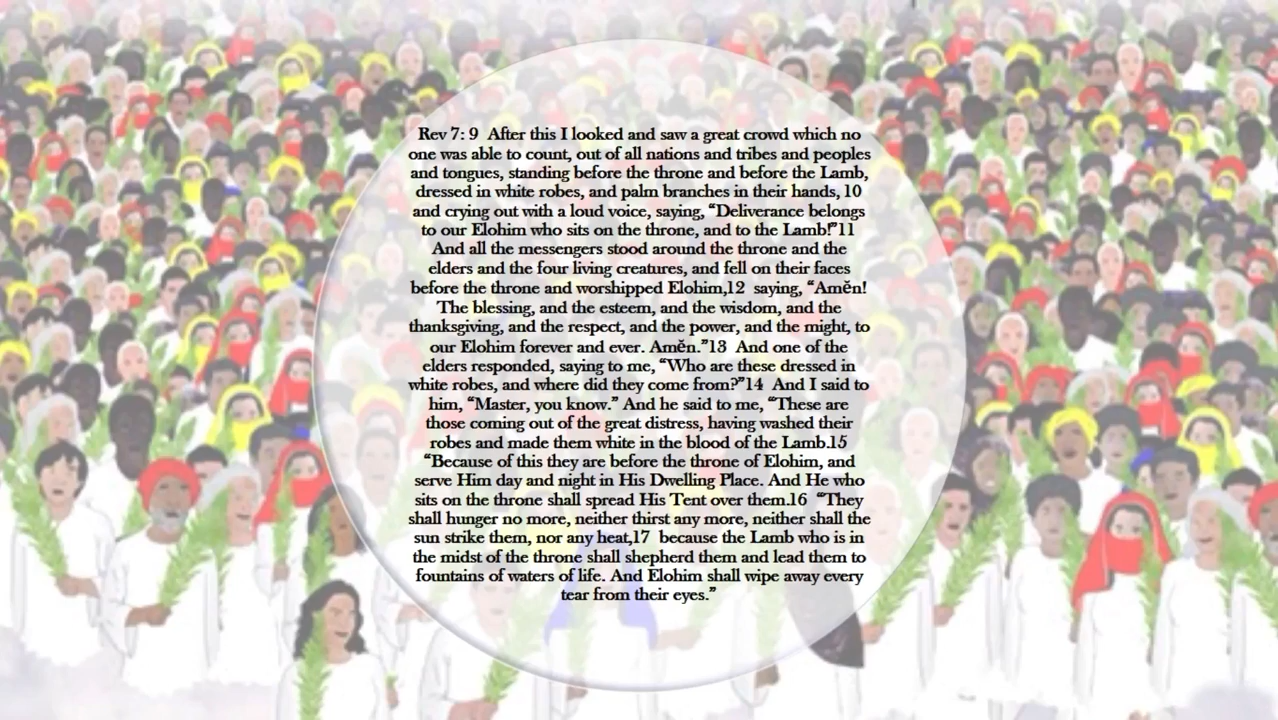 Rev 7: 9  After this I looked and saw a great crowd which no
one was able to count, out of all nations and tribes and peoples
and tongues, standing before the throne and before the Lamb,
dressed in white robes, and palm branches in their hands, 10
and crying out with a loud voice, saying, “Deliverance belongs
to our Elohim who sits on the throne, and to the Lamb!”11
And all the messengers stood around the throne and the
elders and the four living creatures, and fell on their faces
before the throne and worshipped Elohim,12  saying, “Amĕn!
The blessing, and the esteem, and the wisdom, and the
thanksgiving, and the respect, and the power, and the might, to
our Elohim forever and ever. Amĕn.”13  And one of the
elders responded, saying to me, “Who are these dressed in
white robes, and where did they come from?”14  And I said to
him, “Master, you know.” And he said to me, “These are
those coming out of the great distress, having washed their
robes and made them white in the blood of the Lamb.15
“Because of this they are before the throne of Elohim, and
serve Him day and night in His Dwelling Place. And He who
sits on the throne shall spread His Tent over them.16  “They
shall hunger no more, neither thirst any more, neither shall the
sun strike them, nor any heat,17  because the Lamb who is in
the midst of the throne shall shepherd them and lead them to
fountains of waters of life. And Elohim shall wipe away every
tear from their eyes.”